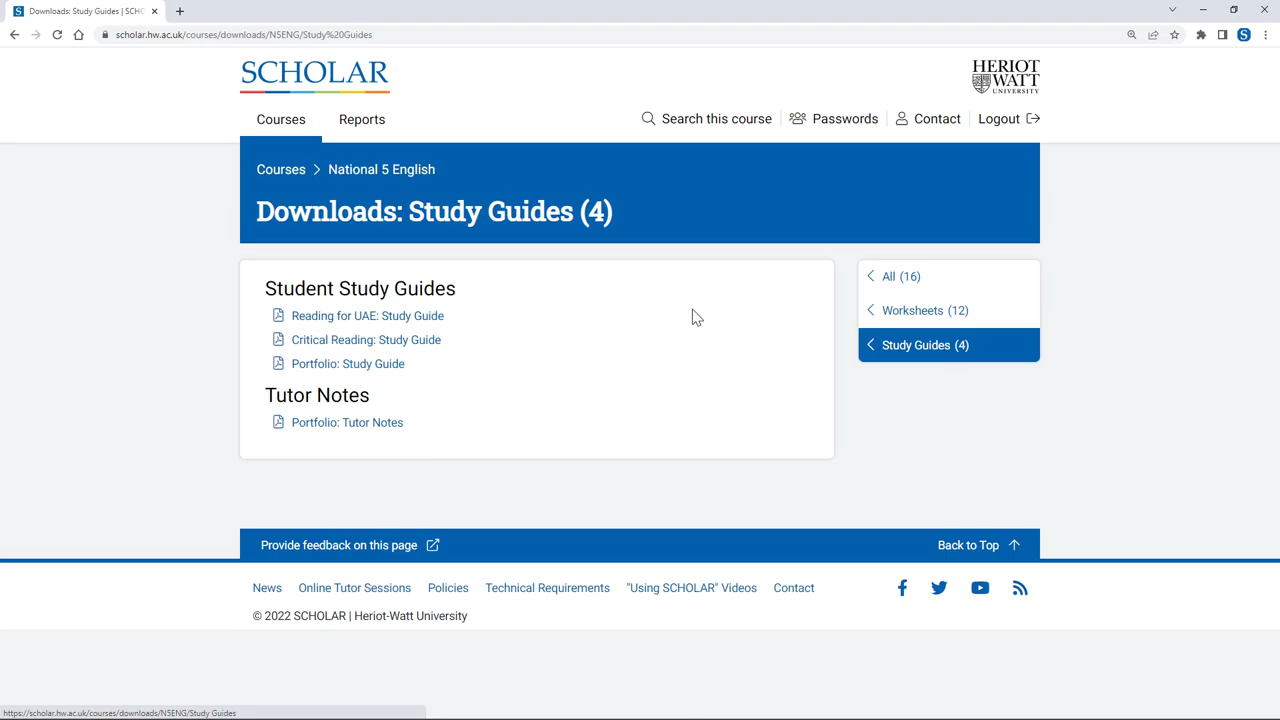 Downloads: Study Guides | SCHO
scholar.hw.ac.uk/courses/downloads/N5ENG/Study%20Guides
SCHOLAR
HERIOT
WATT
UNIVERSITY
Courses
Reports
Search this course
Passwords
Contact
Logout
Courses > National 5 English
Downloads: Study Guides (4)
Student Study Guides
Reading for UAE: Study Guide
Critical Reading: Study Guide
Portfolio: Study Guide
Tutor Notes
Portfolio: Tutor Notes
All (16)
Worksheets (12)
Study Guides (4)
Provide feedback on this page
Back to Top
News
Online Tutor Sessions
Policies
Technical Requirements
"Using SCHOLAR" Videos
Contact
© 2022 SCHOLAR | Heriot-Watt University
https://scholar.hw.ac.uk/courses/downloads/N5ENG/Study Guides